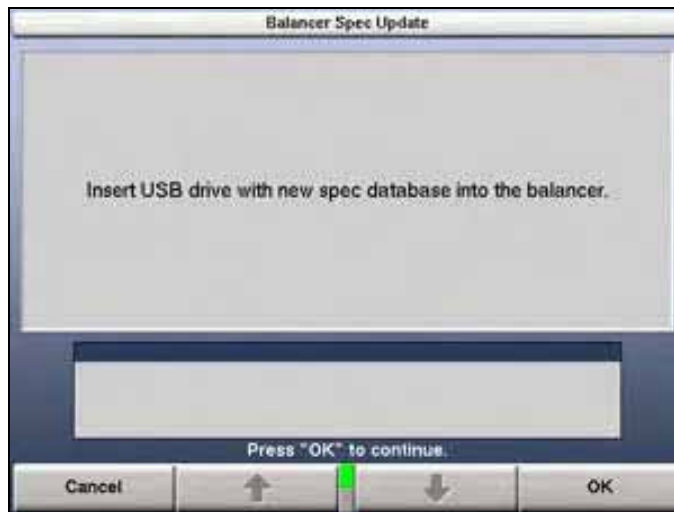 Balancer Spec Update
Insert USB drive with new spec database into the balancer.
Press "OK" to continue.
Cancel
OK